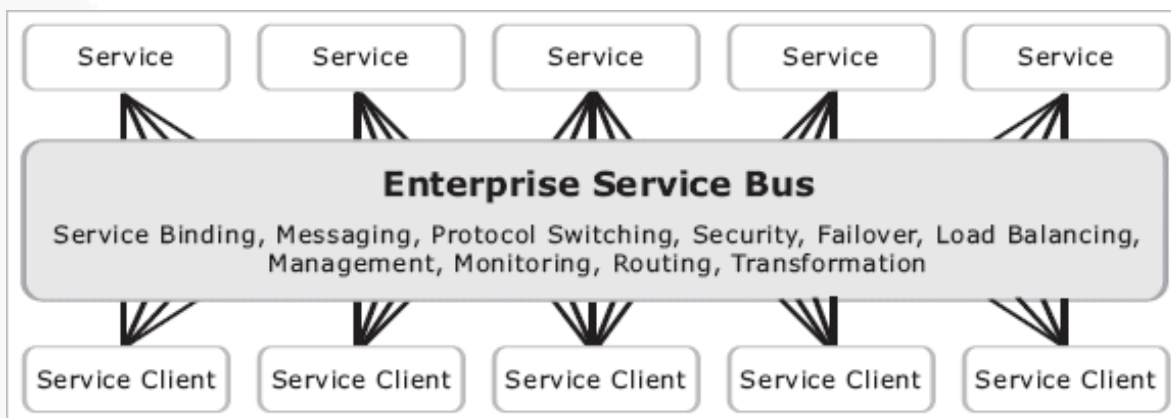 Service
Service
Service
Service
Service
Enterprise Service Bus
Service Binding, Messaging, Protocol Switching, Security, Failover, Load Balancing,
Management, Monitoring, Routing, Transformation
Service Client
Service Client
Service Client
Service Client
Service Client